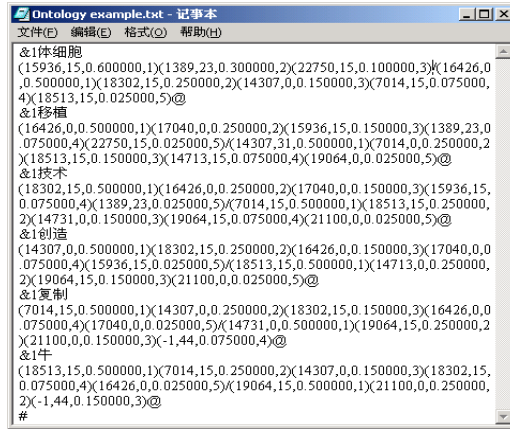 Ontology example.txt - 记事本
文件(F) 编辑(E) 格式(O) 帮助(H)
&1体细胞
(15936,15,0.600000,1)(1389,23,0.300000,2)(22750,15,0.100000,3)/(16426,0
,0.500000,1)(18302,15,0.250000,2)(14307,0,0.150000,3)(7014,15,0.075000,
4)(18513,15,0.025000,5)@
&1移植
(16426,0,0.500000,1)(17040,0,0.250000,2)(15936,15,0.150000,3)(1389,23,0
.075000,4)(22750,15,0.025000,5)/(14307,31,0.500000,1)(7014,0,0.250000,2
)(18513,15,0.150000,3)(14713,15,0.075000,4)(19064,0,0.025000,5)@
&1技术
(18302,15,0.500000,1)(16426,0,0.250000,2)(17040,0,0.150000,3)(15936,15,
0.075000,4)(1389,23,0.025000,5)/(7014,15,0.500000,1)(18513,15,0.250000,
2)(14731,0,0.150000,3)(19064,15,0.075000,4)(21100,0,0.025000,5)@
&1创造
(14307,0,0.500000,1)(18302,15,0.250000,2)(16426,0,0.150000,3)(17040,0,0
.075000,4)(15936,15,0.025000,5)/(18513,15,0.500000,1)(14713,0,0.250000,
2)(19064,15,0.150000,3)(21100,0,0.025000,5)@
&1复制
(7014,15,0.500000,1)(14307,0,0.250000,2)(18302,15,0.150000,3)(16426,0,0
.075000,4)(17040,0,0.025000,5)/(14731,0,0.500000,1)(19064,15,0.250000,2
)(21100,0,0.150000,3)(-1,44,0.075000,4)@
&1牛
(18513,15,0.500000,1)(7014,15,0.250000,2)(14307,0,0.150000,3)(18302,15,
0.075000,4)(16426,0,0.025000,5)/(19064,15,0.500000,1)(21100,0,0.250000,
2)(-1,44,0.150000,3)@
#